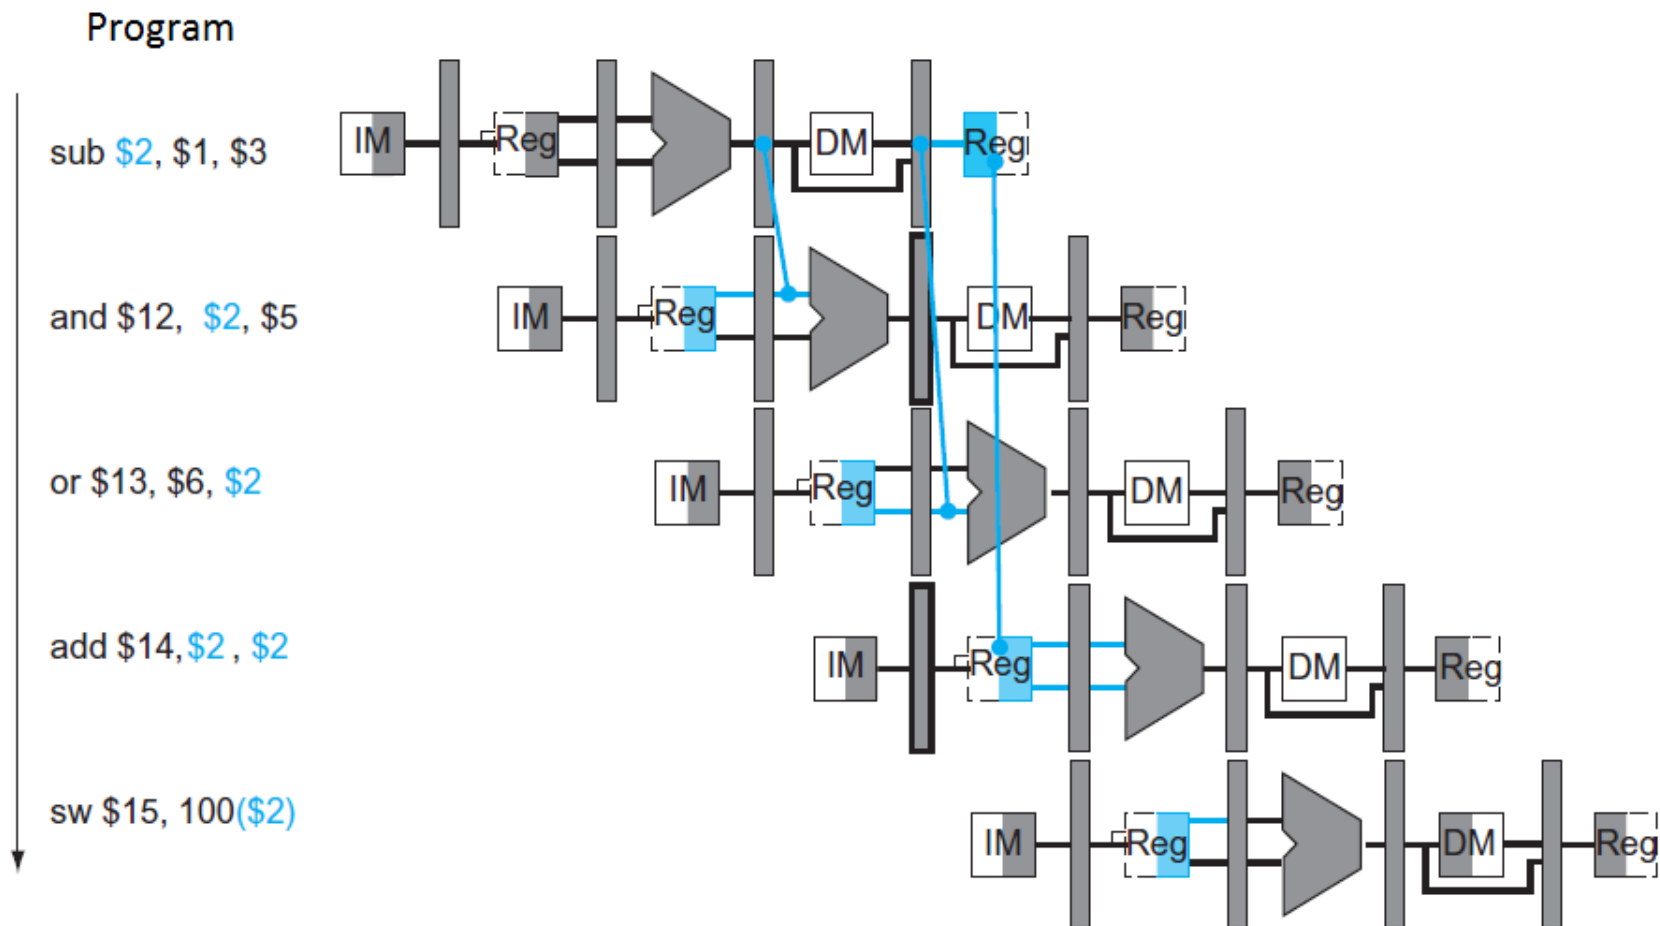 Program
sub $2, $1, $3
IM Reg DM Reg
and $12, $2, $5
IM Reg DM Reg
or $13, $6, $2
IM Reg DM Reg
add $14,$2 , $2
IM Reg DM Reg
sw $15, 100($2)
IM Reg DM Reg